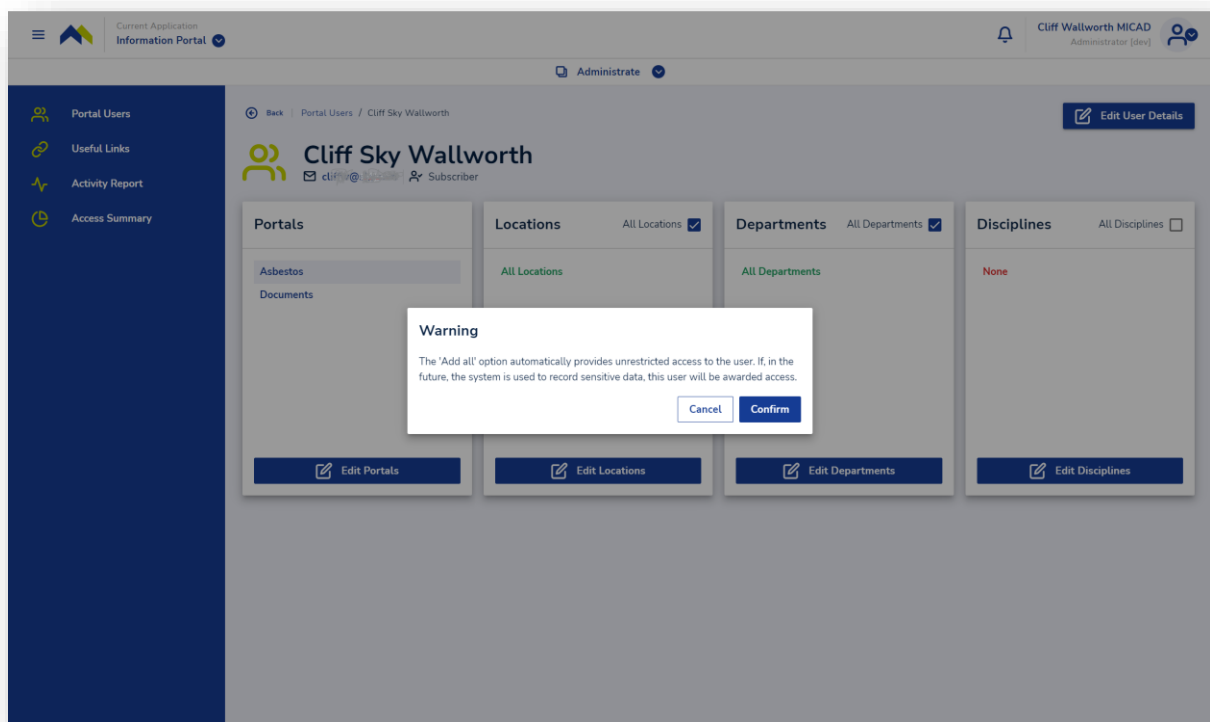 Current Application
Information Portal
Cliff Wallworth MICAD
Administrator [dev]
Administrate
Portal Users
Useful Links
Activity Report
Access Summary
Back
Portal Users / Cliff Sky Wallworth
Edit User Details
Cliff Sky Wallworth
Subscriber
Portals
Asbestos
Documents
Edit Portals
Locations
All Locations
All Locations
Edit Locations
Departments
All Departments
All Departments
Edit Departments
Disciplines
All Disciplines
None
Edit Disciplines
Warning
The 'Add all' option automatically provides unrestricted access to the user. If, in the
future, the system is used to record sensitive data, this user will be awarded access.
Cancel
Confirm